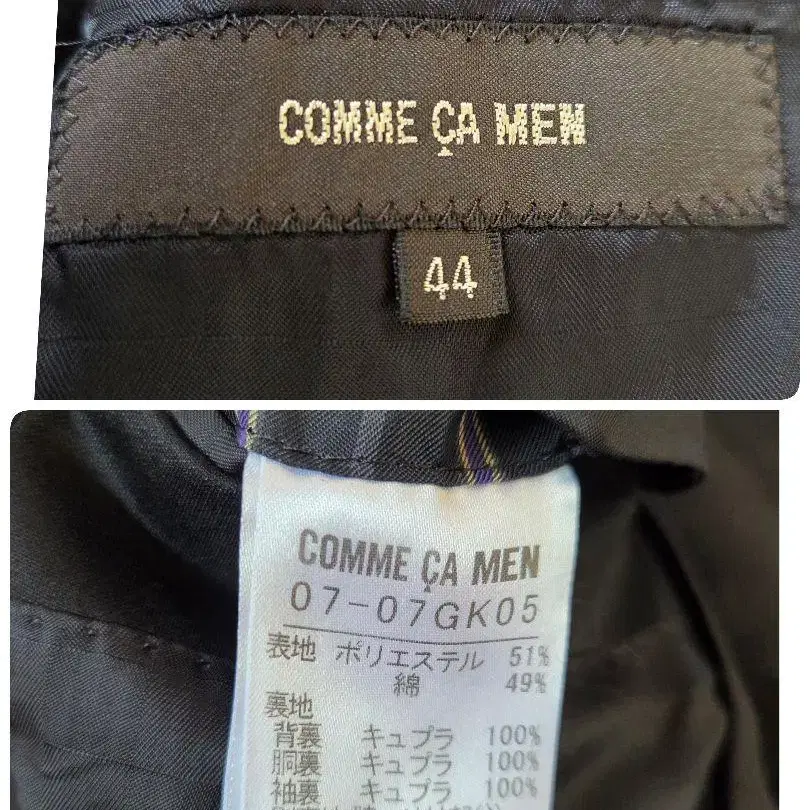 COMME ÇA MEN
44
COMME ÇA MEN
07-07GK05
表地 ポリエステル 51%
綿 49%
裏地
背裏 キュプラ 100%
胴裏 キュプラ 100%
袖裏 キュプラ 100%